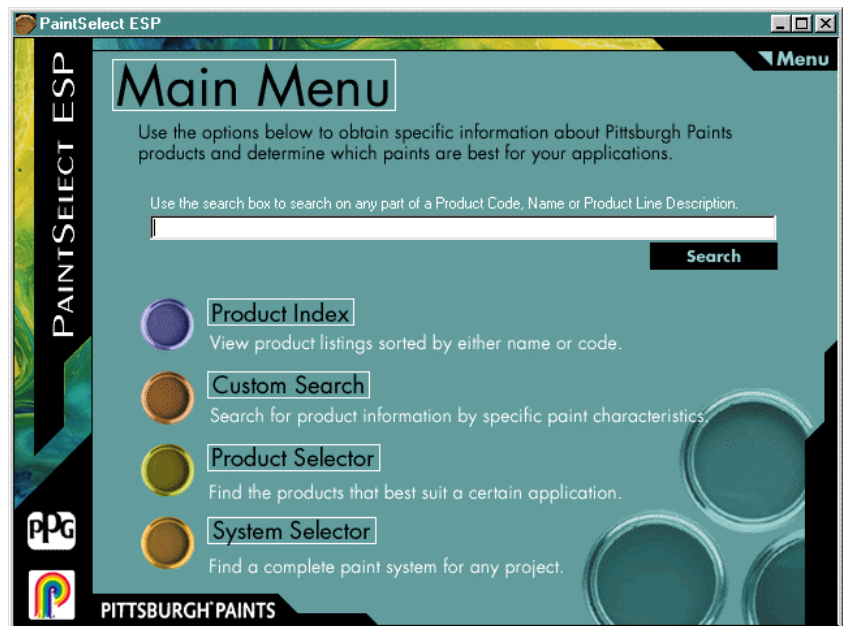 PaintSelect ESP
Menu
PAINTSELECT ESP
Main Menu
Use the options below to obtain specific information about Pittsburgh Paints
products and determine which paints are best for your applications.
Use the search box to search on any part of a Product Code, Name or Product Line Description.
Search
Product Index
View product listings sorted by either name or code.
Custom Search
Search for product information by specific paint characteristics.
Product Selector
Find the products that best suit a certain application.
System Selector
Find a complete paint system for any project.
PPG
PITTSBURGH® PAINTS